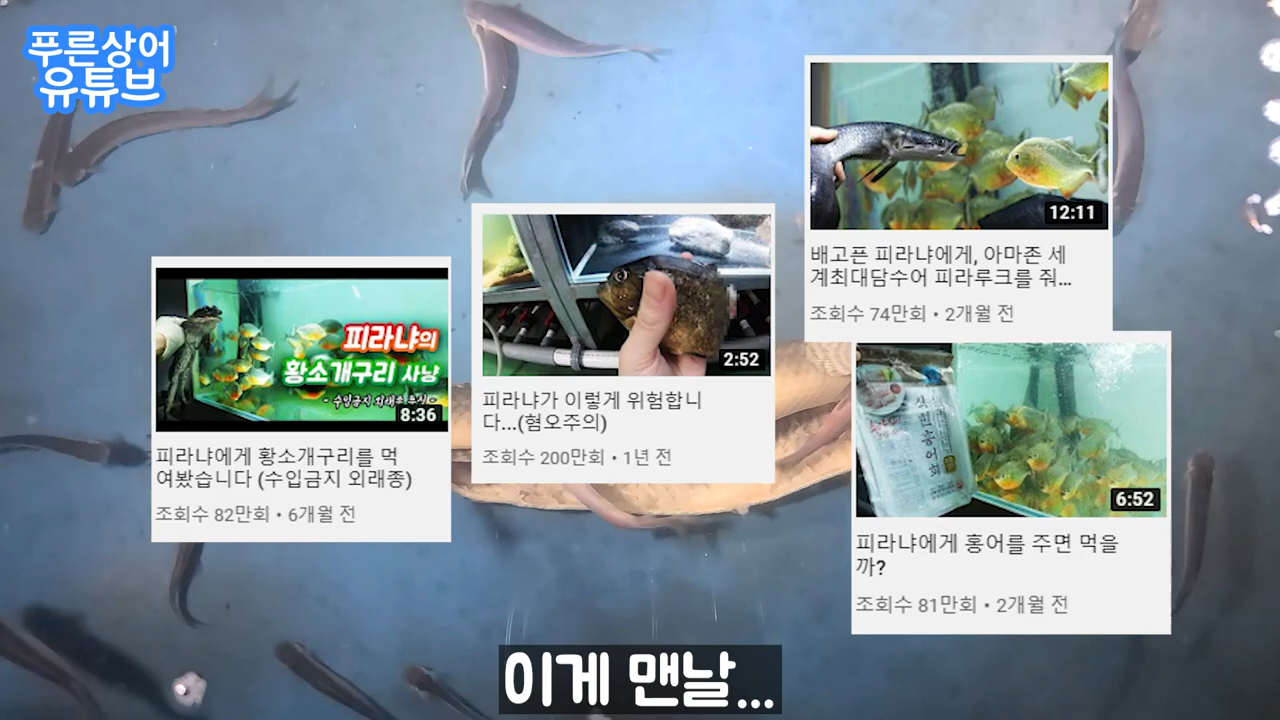 푸른상어
유튜브
12:11
배고픈 피라냐에게, 아마존 세
계최대담수어 피라루크를 줘...
조회수 74만회 • 2개월 전
2:52
피라냐가 이렇게 위험합니
다...(혐오주의)
조회수 200만회 • 1년 전
피라냐의
황소개구리 사냥
8:36
피라냐에게 황소개구리를 먹
여봤습니다 (수입금지 외래종)
조회수 82만회 • 6개월 전
삭힌홍어회
6:52
피라냐에게 홍어를 주면 먹을
까?
조회수 81만회 • 2개월 전
이게 맨날...